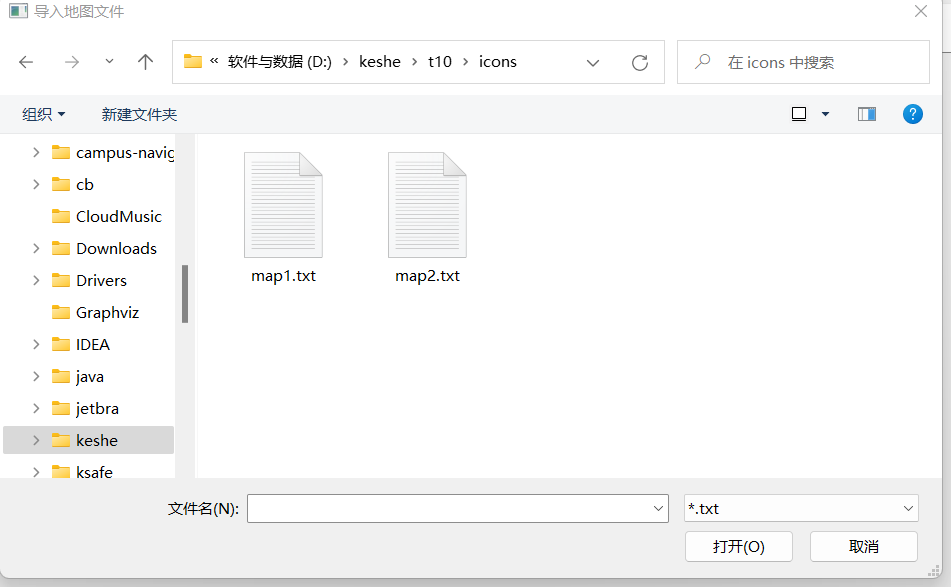 导入地图文件
« 软件与数据 (D:) › keshe › t10 › icons
在 icons 中搜索
组织
新建文件夹
campus-navig
cb
CloudMusic
Downloads
Drivers
Graphviz
IDEA
java
jetbra
keshe
ksafe
map1.txt
map2.txt
文件名(N):
*.txt
打开(O)
取消